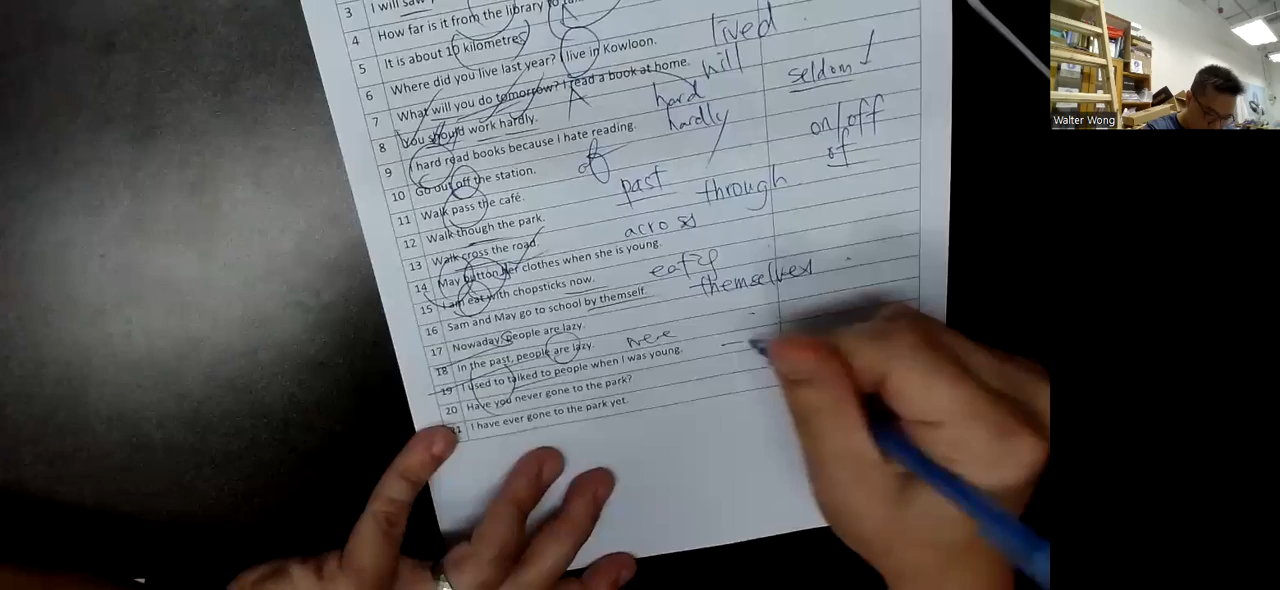 3 I will saw
4 How far is it from the library to
5 It is about 10 kilometres
6 Where did you live last year? I live in Kowloon. lived
7 What will you do tomorrow? I read a book at home. will
8 You should work hardly. hard seldom
9 I hard read books because I hate reading. hardly
10 Go out off the station. of on/off
11 Walk pass the café. past of
12 Walk though the park. through
13 Walk cross the road. across
14 May button her clothes when she is young.
15 I am eat with chopsticks now. eating
16 Sam and May go to school by themself. themselves
17 Nowadays people are lazy.
18 In the past, people are lazy. were
19 I used to talked to people when I was young.
20 Have you never gone to the park?
21 I have ever gone to the park yet.
Walter Wong